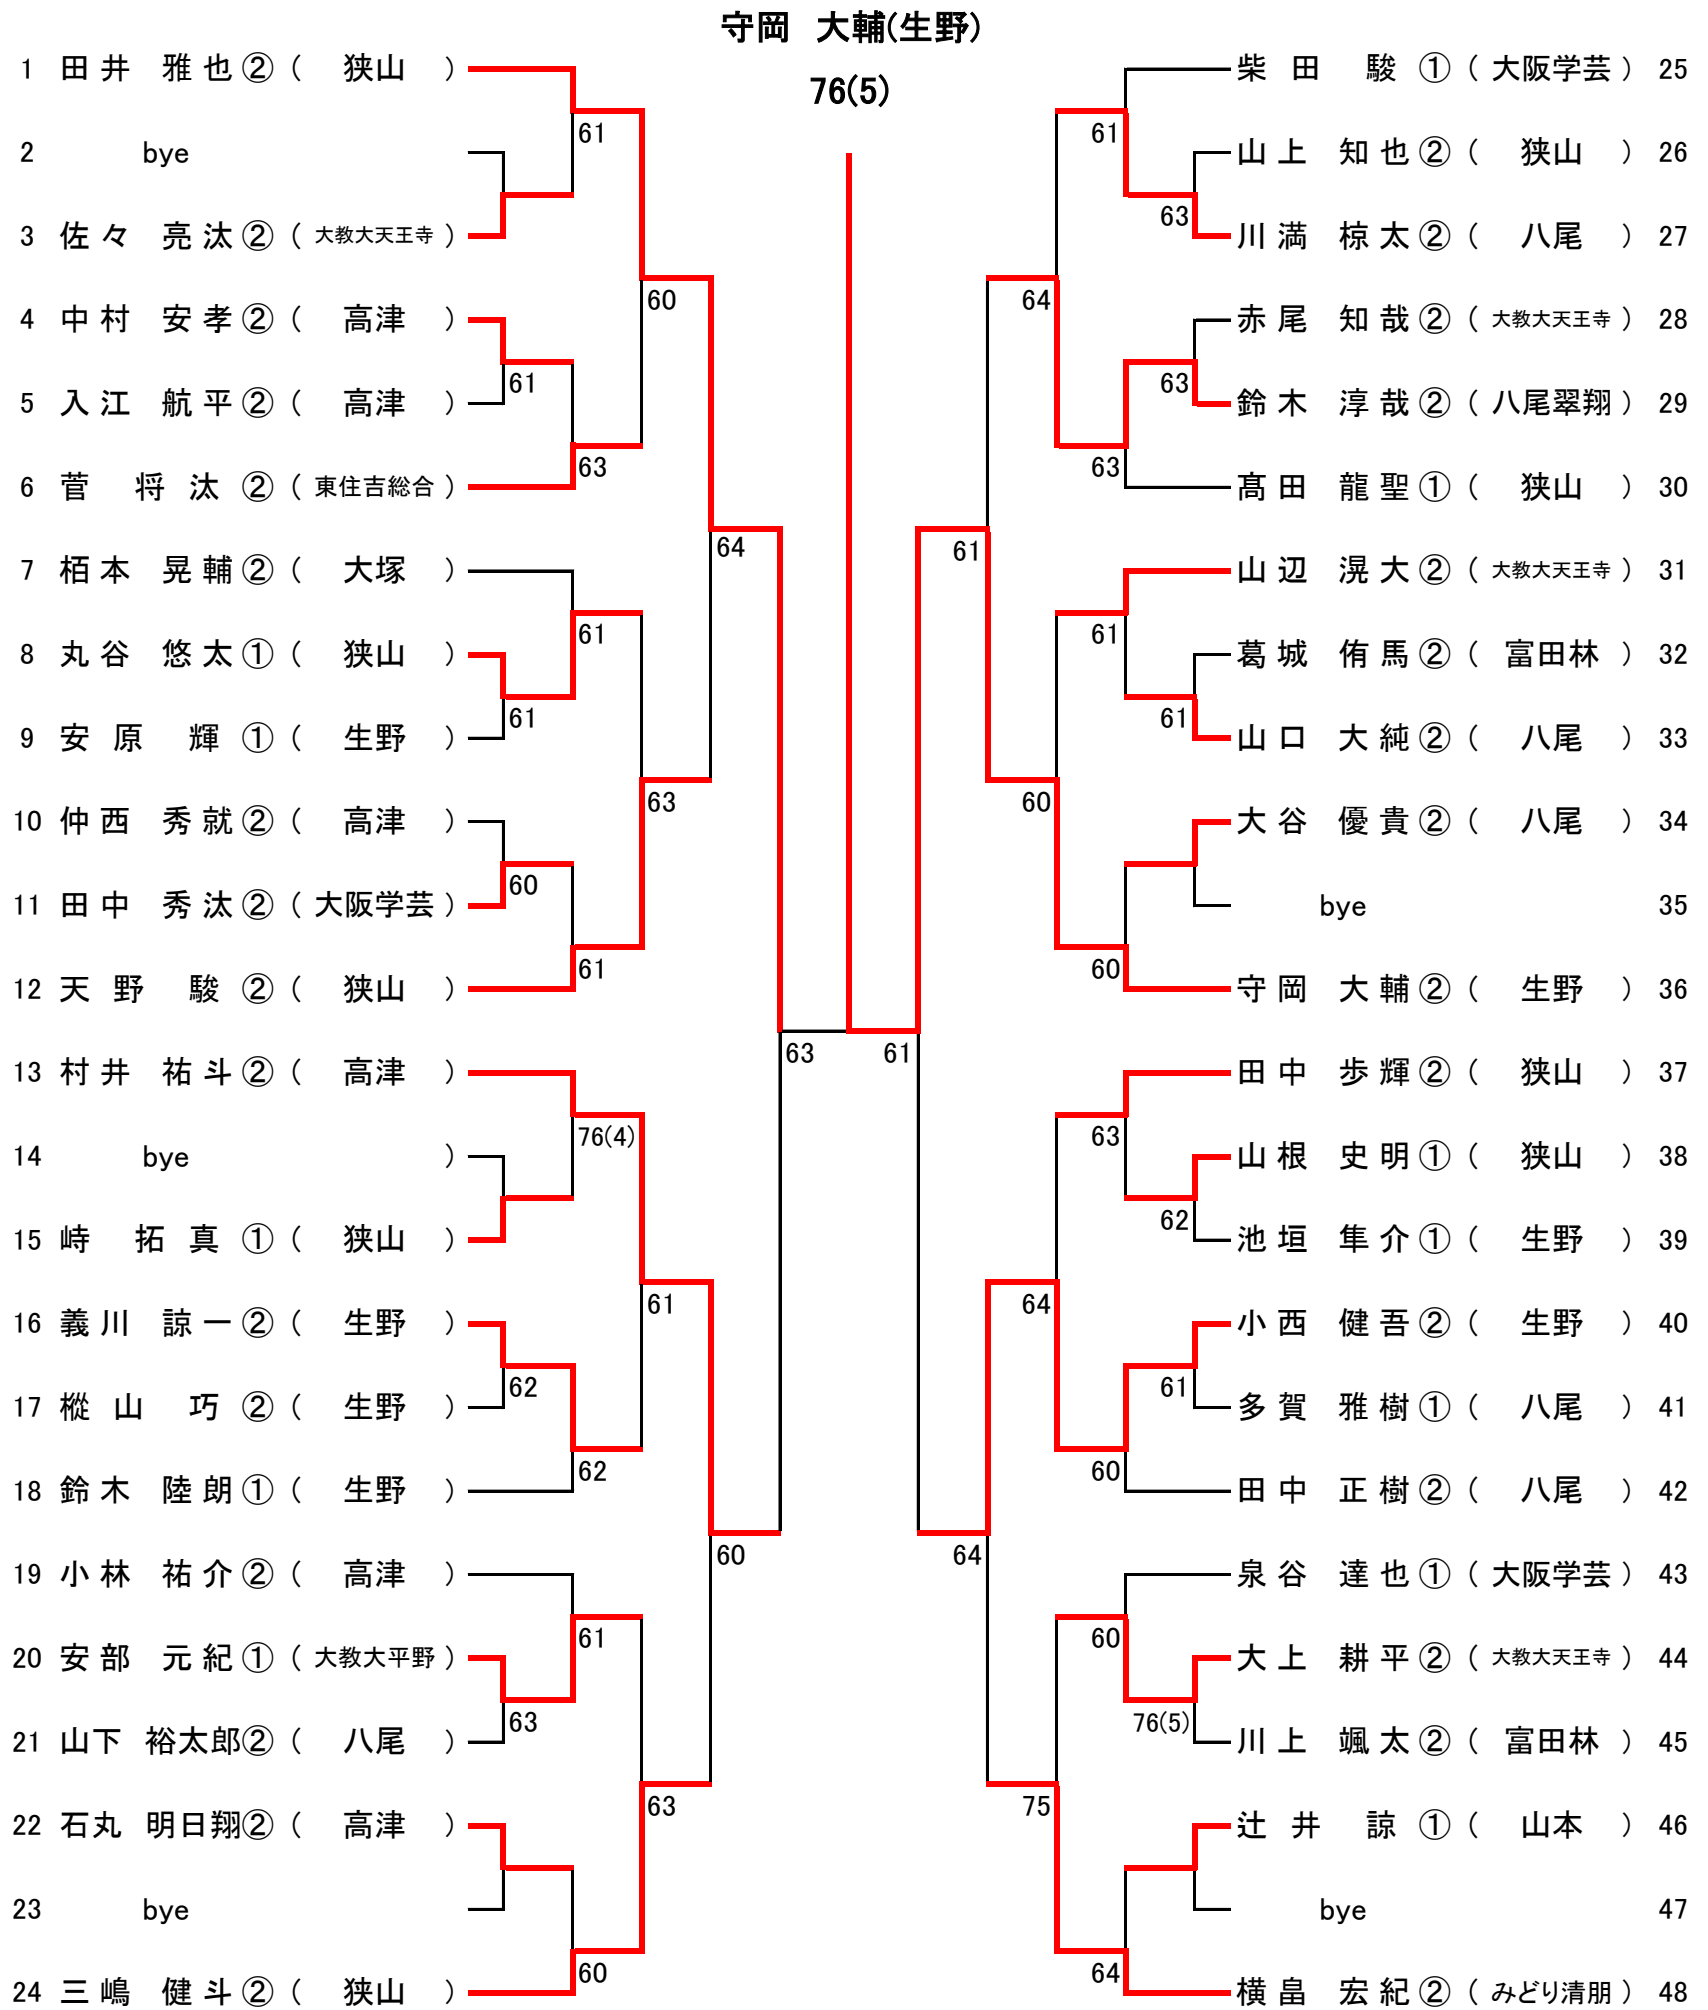 守岡 大輔(生野)
76(5)
1 田井 雅也② ( 狭山 )
2 bye
3 佐々 亮汰② ( 大教大天王寺 )
4 中村 安孝② ( 高津 )
5 入江 航平② ( 高津 )
6 菅 将汰 ② ( 東住吉総合 )
7 栢本 晃輔② ( 大塚 )
8 丸谷 悠太① ( 狭山 )
9 安原 輝 ① ( 生野 )
10 仲西 秀就② ( 高津 )
11 田中 秀汰② ( 大阪学芸 )
12 天野 駿 ② ( 狭山 )
13 村井 祐斗② ( 高津 )
14 bye )
15 峙 拓真 ① ( 狭山 )
16 義川 諒一② ( 生野 )
17 樅山 巧 ② ( 生野 )
18 鈴木 陸朗① ( 生野 )
19 小林 祐介② ( 高津 )
20 安部 元紀① ( 大教大平野 )
21 山下 裕太郎② ( 八尾 )
22 石丸 明日翔② ( 高津 )
23 bye
24 三嶋 健斗② ( 狭山 )
61
61
63
61
61
60
61
76(4)
62
62
61
63
60
60
63
61
63
64
60
63
61
柴田 駿 ① ( 大阪学芸 ) 25
山上 知也② ( 狭山 ) 26
川満 椋太② ( 八尾 ) 27
赤尾 知哉② ( 大教大天王寺 ) 28
鈴木 淳哉② ( 八尾翠翔 ) 29
髙田 龍聖① ( 狭山 ) 30
山辺 滉大② ( 大教大天王寺 ) 31
葛城 侑馬② ( 富田林 ) 32
山口 大純② ( 八尾 ) 33
大谷 優貴② ( 八尾 ) 34
bye 35
守岡 大輔② ( 生野 ) 36
田中 歩輝② ( 狭山 ) 37
山根 史明① ( 狭山 ) 38
池垣 隼介① ( 生野 ) 39
小西 健吾② ( 生野 ) 40
多賀 雅樹① ( 八尾 ) 41
田中 正樹② ( 八尾 ) 42
泉谷 達也① ( 大阪学芸 ) 43
大上 耕平② ( 大教大天王寺 ) 44
川上 颯太② ( 富田林 ) 45
辻井 諒 ① ( 山本 ) 46
bye 47
横畠 宏紀② ( みどり清朋 ) 48
61
63
63
63
61
61
60
63
62
61
60
60
76(5)
64
64
60
64
75
61
64